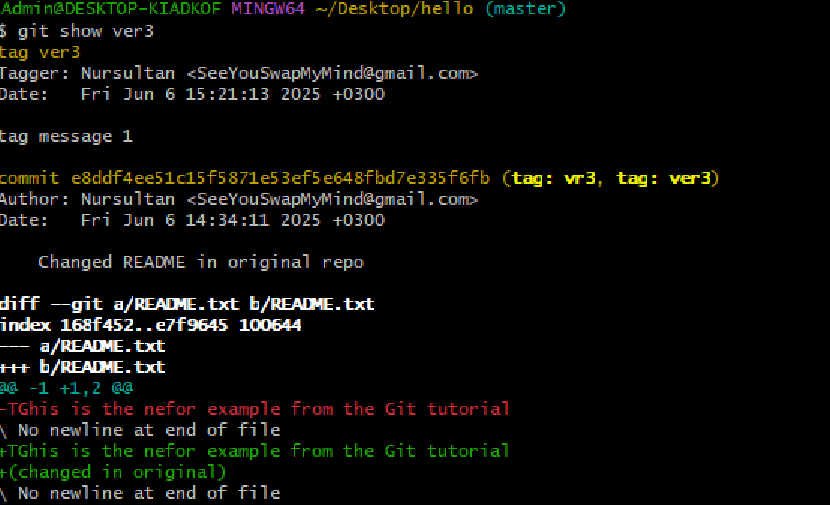 Admin@DESKTOP-KIADKOF MINGW64 ~/Desktop/hello (master)
$ git show ver3
tag ver3
Tagger: Nursultan <SeeYouSwapMyMind@gmail.com>
Date:   Fri Jun 6 15:21:13 2025 +0300
tag message 1
commit e8ddf4ee51c15f5871e53ef5e648fbd7e335f6fb (tag: vr3, tag: ver3)
Author: Nursultan <SeeYouSwapMyMind@gmail.com>
Date:   Fri Jun 6 14:34:11 2025 +0300
    Changed README in original repo
diff --git a/README.txt b/README.txt
index 168f452..e7f9645 100644
--- a/README.txt
+++ b/README.txt
@@ -1 +1,2 @@
-TGhis is the nefor example from the Git tutorial
\ No newline at end of file
+TGhis is the nefor example from the Git tutorial
+(changed in original)
\ No newline at end of file